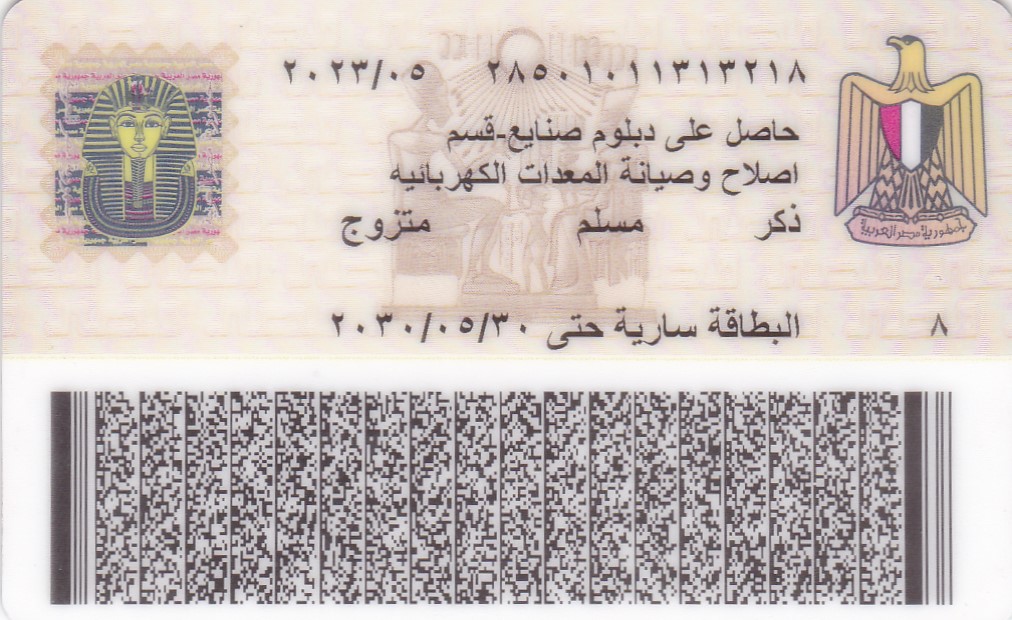 ٢٨٥٠١٠١١٣١٣٢١٨ ٢٠٢٣/٠٥
حاصل على دبلوم صنايع-قسم
اصلاح وصيانة المعدات الكهربائيه
ذكر مسلم متزوج
البطاقة سارية حتى ٢٠٣٠/٠٥/٣٠
٨
جمهورية مصر العربية